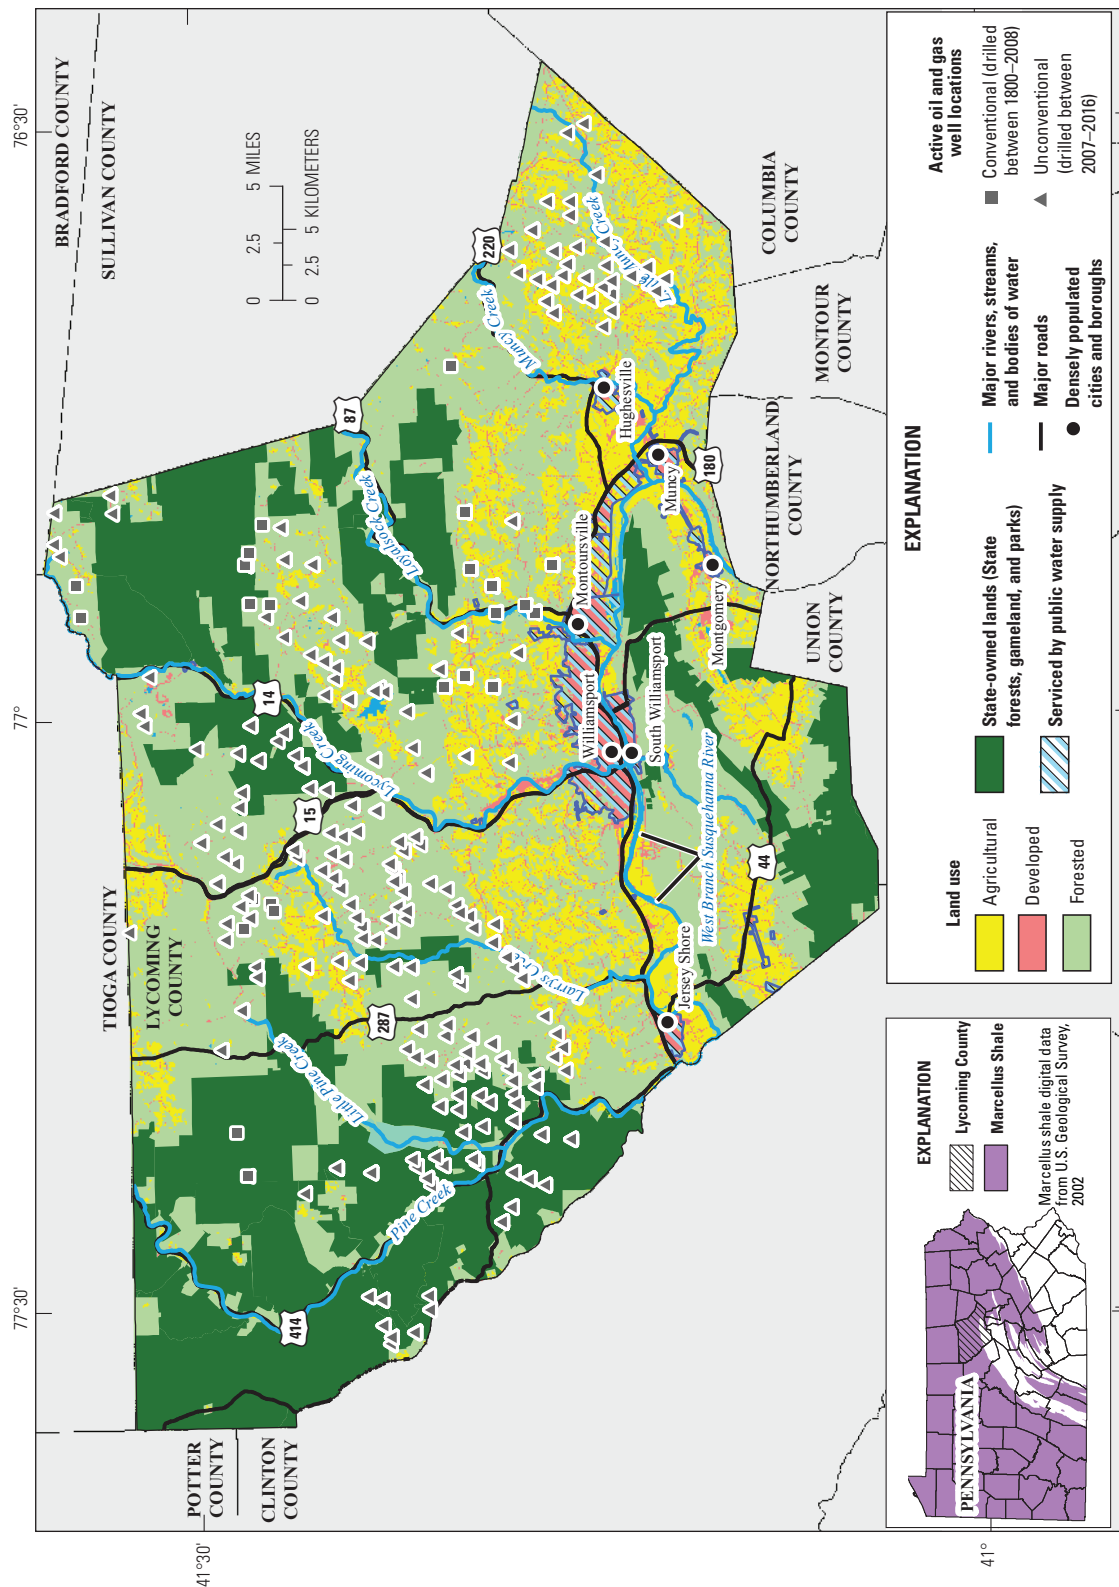 77°30'
77°
76°30'
41°30'
41°
POTTER
COUNTY
CLINTON
COUNTY
TIOGA COUNTY
LYCOMING
COUNTY
BRADFORD COUNTY
SULLIVAN COUNTY
COLUMBIA
COUNTY
MONTOUR
COUNTY
NORTHUMBERLAND
COUNTY
UNION
COUNTY
0 2.5 5 MILES
0 2.5 5 KILOMETERS
414
287
15
14
87
220
180
44
Pine Creek
Little Pine Creek
Larrys Creek
Lycoming Creek
Loyalsock Creek
Muncy Creek
Little Muncy Creek
West Branch Susquehanna River
Jersey Shore
Williamsport
South Williamsport
Montoursville
Montgomery
Muncy
Hughesville
EXPLANATION
Lycoming County
Marcellus Shale
Marcellus shale digital data
from U.S. Geological Survey,
2002
PENNSYLVANIA
EXPLANATION
Land use
Agricultural
Developed
Forested
State-owned lands (State
forests, gameland, and parks)
Serviced by public water supply
Major rivers, streams,
and bodies of water
Major roads
Densely populated
cities and boroughs
Active oil and gas
well locations
Conventional (drilled
between 1800–2008)
Unconventional
(drilled between
2007–2016)